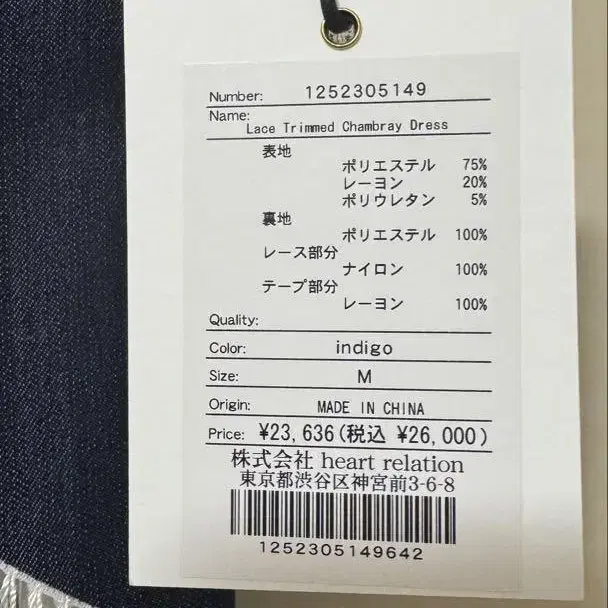 Number: 1252305149
Name:
Lace Trimmed Chambray Dress
表地
ポリエステル 75%
レーヨン 20%
ポリウレタン 5%
裏地
ポリエステル 100%
レース部分
ナイロン 100%
テープ部分
レーヨン 100%
Quality:
Color: indigo
Size: M
Origin: MADE IN CHINA
Price: ¥23,636(税込 ¥26,000)
株式会社 heart relation
東京都渋谷区神宮前3-6-8
1252305149642